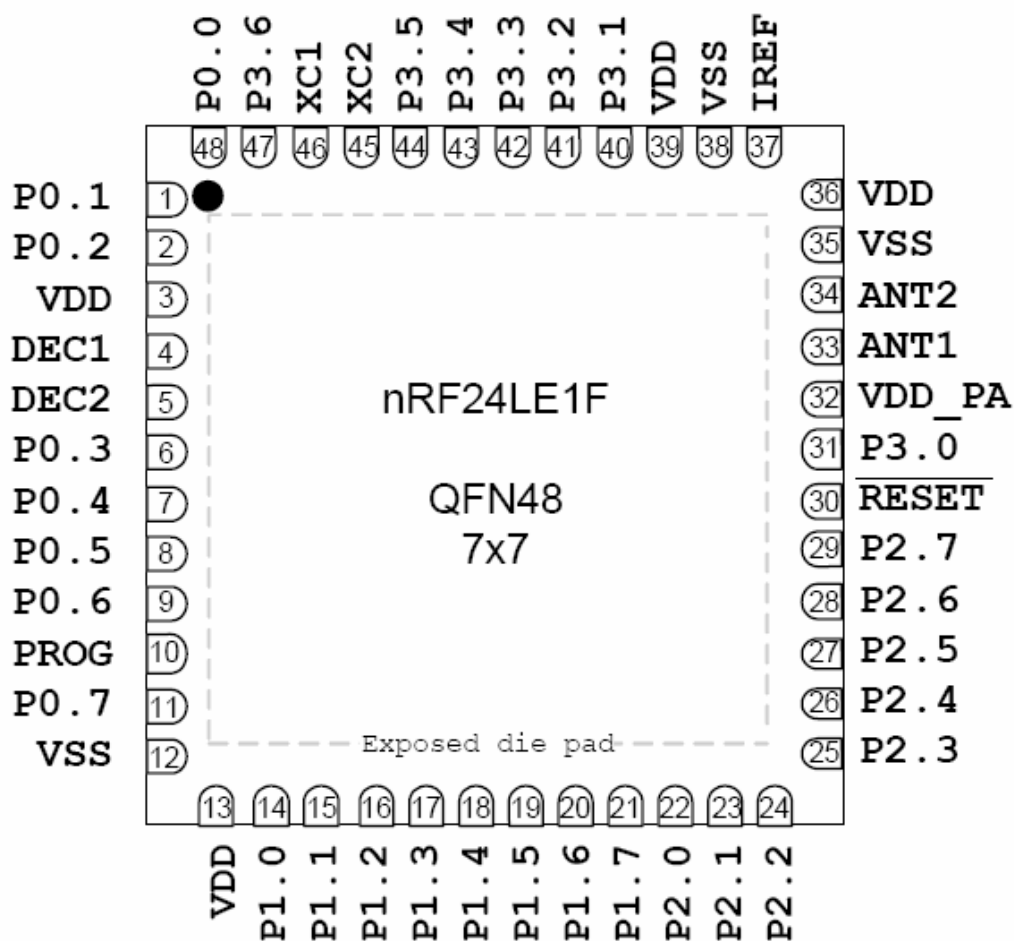 P0.0 P3.6 XC1 XC2 P3.5 P3.4 P3.3 P3.2 P3.1 VDD VSS IREF
48 47 46 45 44 43 42 41 40 39 38 37
P0.1 1 36 VDD
P0.2 2 35 VSS
VDD 3 34 ANT2
DEC1 4 33 ANT1
DEC2 5 nRF24LE1F 32 VDD_PA
P0.3 6 31 P3.0
P0.4 7 QFN48 30 RESET
P0.5 8 7x7 29 P2.7
P0.6 9 28 P2.6
PROG 10 27 P2.5
P0.7 11 26 P2.4
VSS 12 Exposed die pad 25 P2.3
13 14 15 16 17 18 19 20 21 22 23 24
VDD P1.0 P1.1 P1.2 P1.3 P1.4 P1.5 P1.6 P1.7 P2.0 P2.1 P2.2